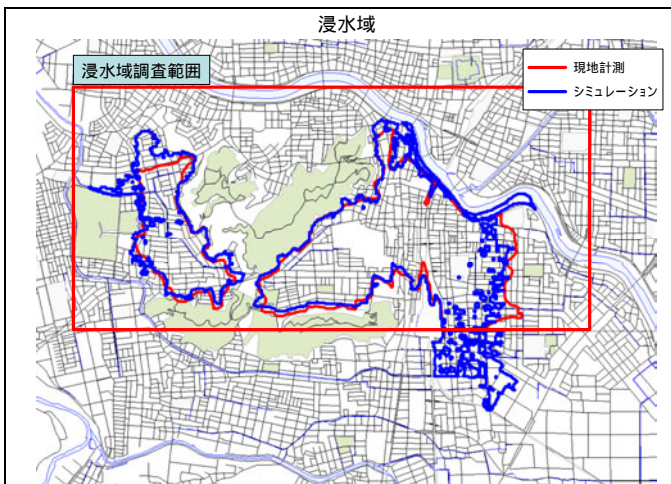 浸水域
浸水域調査範囲
現地計測
シミュレーション